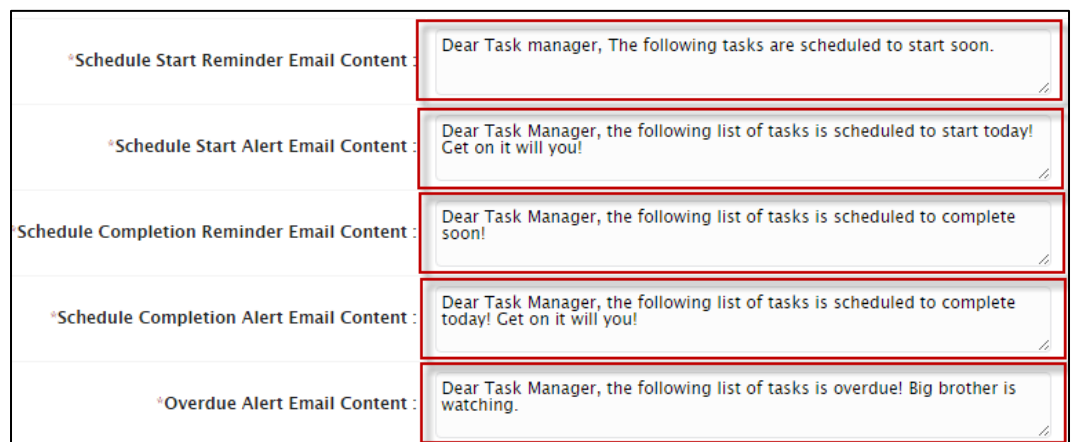 *Schedule Start Reminder Email Content :
Dear Task manager, The following tasks are scheduled to start soon.
*Schedule Start Alert Email Content :
Dear Task Manager, the following list of tasks is scheduled to start today!
Get on it will you!
*Schedule Completion Reminder Email Content :
Dear Task Manager, the following list of tasks is scheduled to complete
soon!
*Schedule Completion Alert Email Content :
Dear Task Manager, the following list of tasks is scheduled to complete
today! Get on it will you!
*Overdue Alert Email Content :
Dear Task Manager, the following list of tasks is overdue! Big brother is
watching.